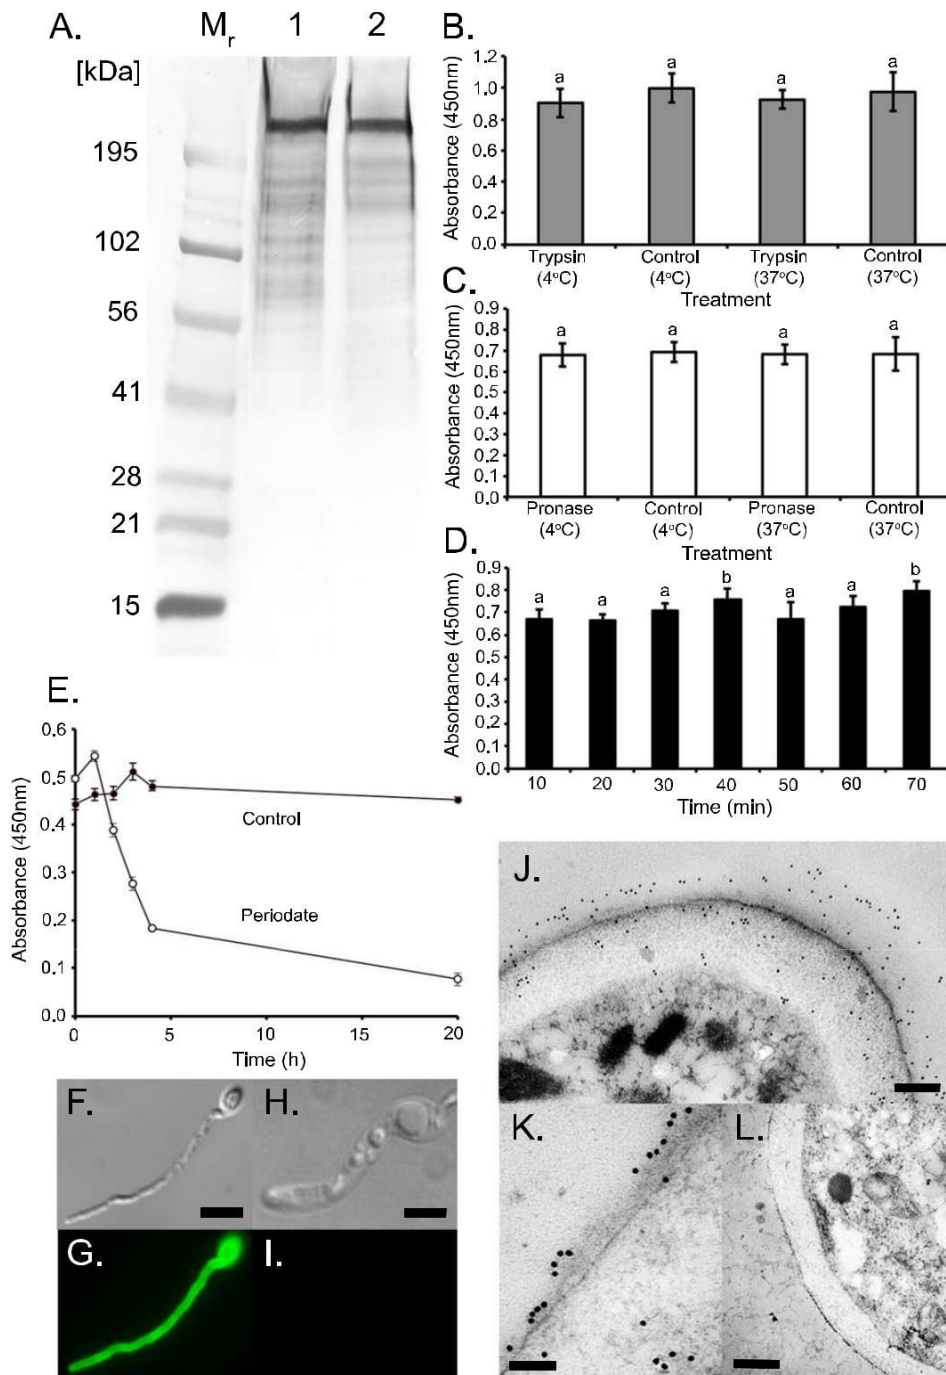 A.
M_r 1 2
[kDa]
195
102
56
41
28
21
15
B.
Absorbance (450nm)
1.2
1.0
0.8
0.6
0.4
0.2
0.0
a a a a
Trypsin (4°C) Control (4°C) Trypsin (37°C) Control (37°C)
Treatment
C.
Absorbance (450nm)
0.9
0.8
0.7
0.6
0.5
0.4
0.3
0.2
0.1
0.0
a a a a
Pronase (4°C) Control (4°C) Pronase (37°C) Control (37°C)
Treatment
D.
Absorbance (450nm)
0.9
0.8
0.7
0.6
0.5
0.4
0.3
0.2
0.1
0.0
a a a b a a b
10 20 30 40 50 60 70
Time (min)
E.
Absorbance (450nm)
0.6
0.5
0.4
0.3
0.2
0.1
0.0
Control
Periodate
0 5 10 15 20
Time (h)
F. H.
G. I.
J.
K. L.